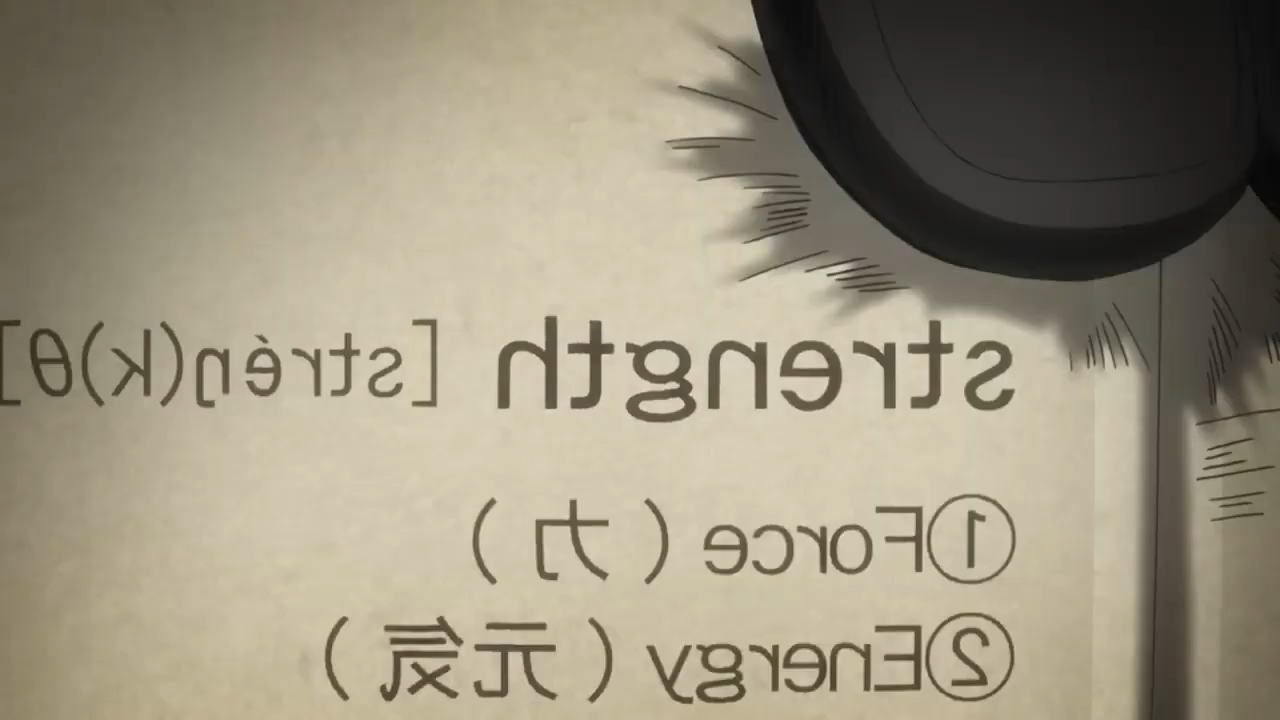 strength [stréŋ(k)θ]
①Force（力）
②Energy（元気）